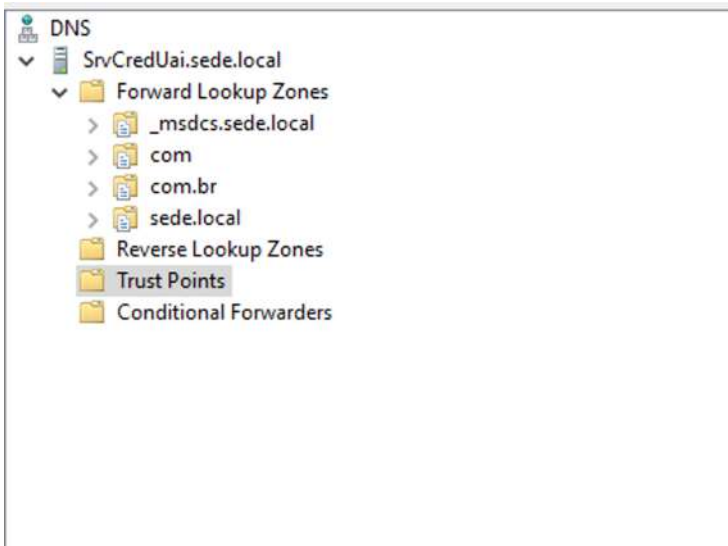 DNS
SrvCredUai.sede.local
Forward Lookup Zones
_msdcs.sede.local
com
com.br
sede.local
Reverse Lookup Zones
Trust Points
Conditional Forwarders